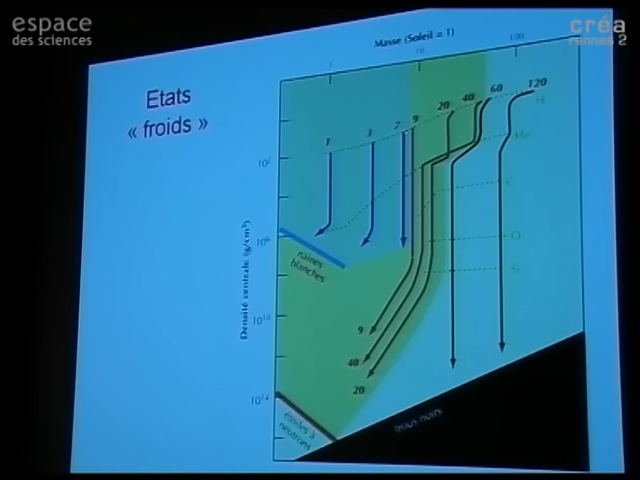 espace
des sciences
créa
rennes 2
Etats
« froids »
Masse (Soleil = 1)
1
10
100
1
3
7
9
20
40
60
120
H
He
C
O
Si
Densité centrale (g/cm³)
10²
10⁶
10¹⁰
10¹⁴
naines
blanches
9
40
20
étoiles à
neutrons
trous noirs